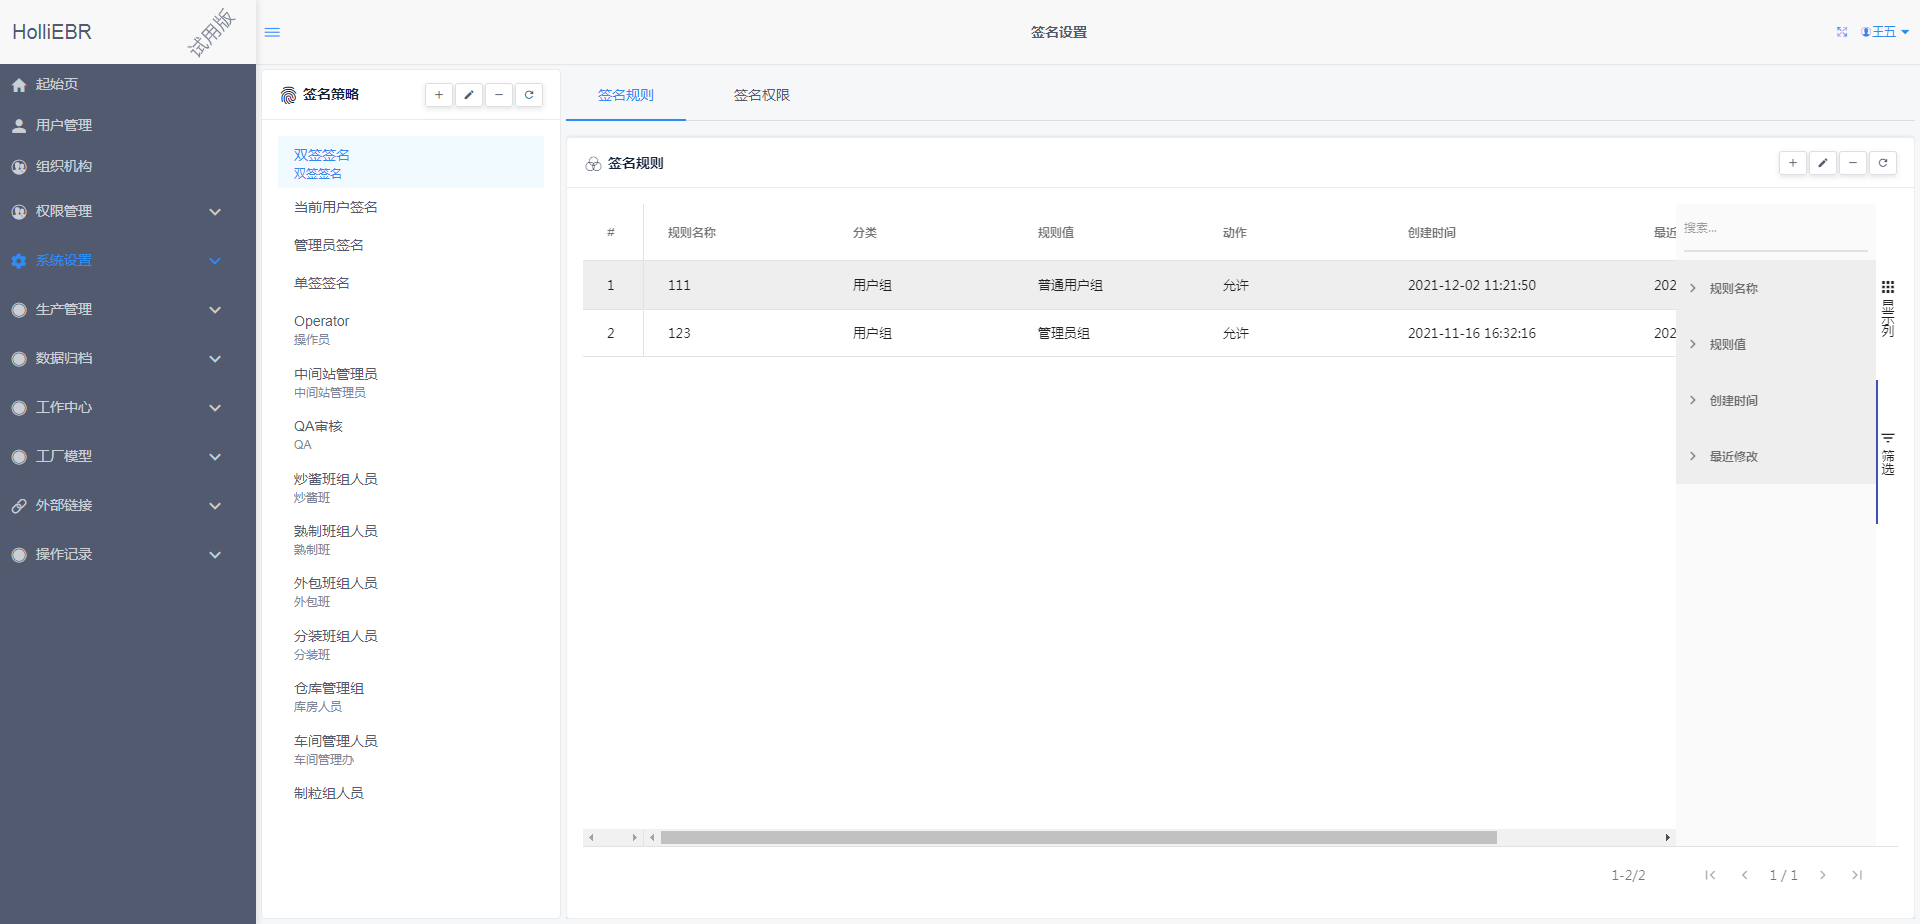 HolliEBR
试用版
签名设置
王五
起始页
用户管理
组织机构
权限管理
系统设置
生产管理
数据归档
工作中心
工厂模型
外部链接
操作记录
签名策略
双签签名
双签签名
当前用户签名
管理员签名
单签签名
Operator
操作员
中间站管理员
中间站管理员
QA审核
QA
炒酱班组人员
炒酱班
熟制班组人员
熟制班
外包班组人员
外包班
分装班组人员
分装班
仓库管理组
库房人员
车间管理人员
车间管理办
制粒组人员
签名规则 签名权限
签名规则
# 规则名称 分类 规则值 动作 创建时间 最近
1 111 用户组 普通用户组 允许 2021-12-02 11:21:50 202
2 123 用户组 管理员组 允许 2021-11-16 16:32:16 202
搜索...
规则名称
规则值
创建时间
最近修改
显示列
筛选
1-2/2 1 / 1